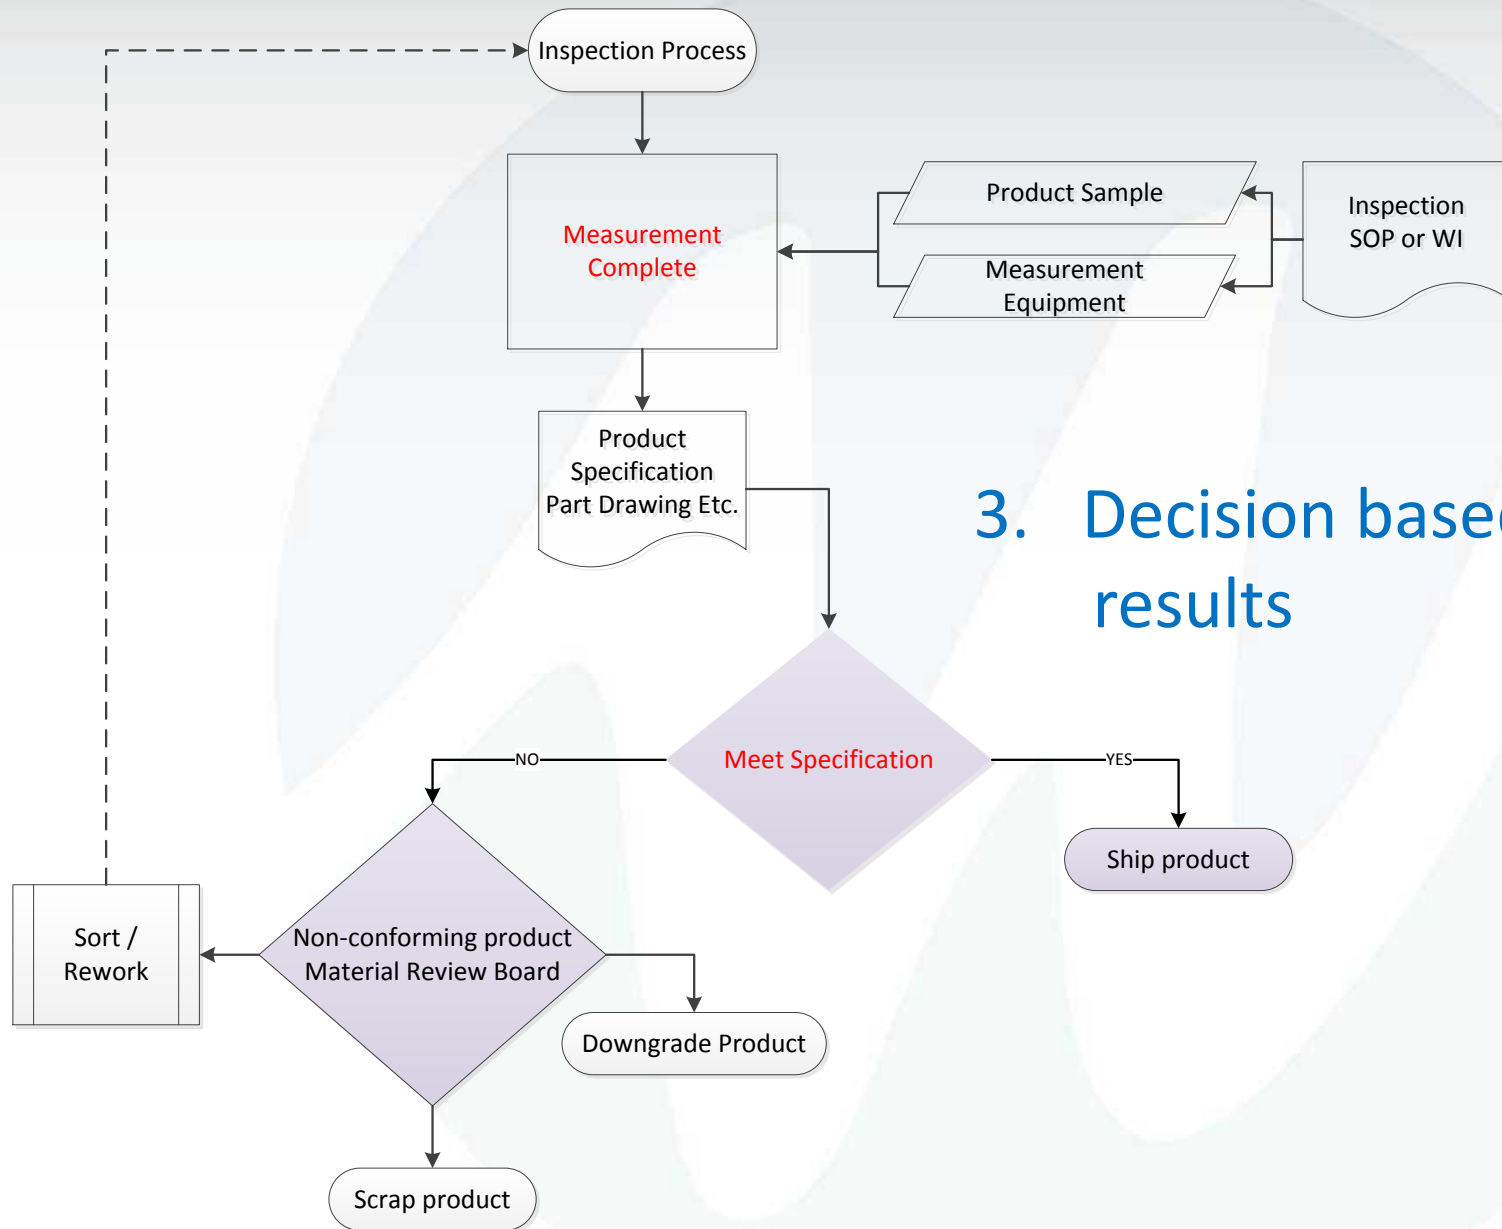 Inspection Process
Measurement
Complete
Product Sample
Measurement
Equipment
Inspection
SOP or WI
Product
Specification
Part Drawing Etc.
3. Decision based
results
Meet Specification
NO
YES
Ship product
Non-conforming product
Material Review Board
Sort /
Rework
Downgrade Product
Scrap product